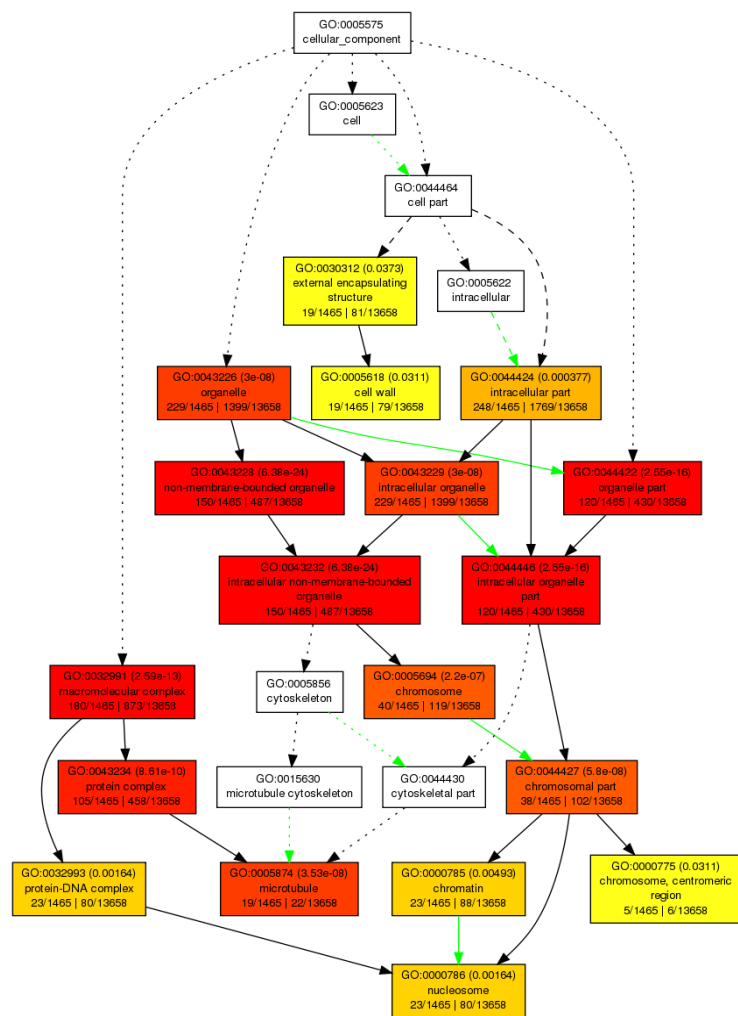 GO:0005575
cellular_component
GO:0005623
cell
GO:0044464
cell part
GO:0030312 (0.0373)
external encapsulating
structure
19/1465 | 81/13658
GO:0005622
intracellular
GO:0043226 (3e-08)
organelle
229/1465 | 1399/13658
GO:0005618 (0.0311)
cell wall
19/1465 | 79/13658
GO:0044424 (0.000377)
intracellular part
248/1465 | 1769/13658
GO:0043228 (6.38e-24)
non-membrane-bounded organelle
150/1465 | 487/13658
GO:0043229 (3e-08)
intracellular organelle
229/1465 | 1399/13658
GO:0044422 (2.55e-16)
organelle part
120/1465 | 430/13658
GO:0043232 (6.38e-24)
intracellular non-membrane-bounded
organelle
150/1465 | 487/13658
GO:0044446 (2.55e-16)
intracellular organelle
part
120/1465 | 430/13658
GO:0032991 (2.59e-13)
macromolecular complex
180/1465 | 873/13658
GO:0005856
cytoskeleton
GO:0005694 (2.2e-07)
chromosome
40/1465 | 119/13658
GO:0043234 (8.61e-10)
protein complex
105/1465 | 458/13658
GO:0015630
microtubule cytoskeleton
GO:0044430
cytoskeletal part
GO:0044427 (5.8e-08)
chromosomal part
38/1465 | 102/13658
GO:0032993 (0.00164)
protein-DNA complex
23/1465 | 80/13658
GO:0005874 (3.53e-08)
microtubule
19/1465 | 22/13658
GO:0000785 (0.00493)
chromatin
23/1465 | 88/13658
GO:0000775 (0.0311)
chromosome, centromeric
region
5/1465 | 6/13658
GO:0000786 (0.00164)
nucleosome
23/1465 | 80/13658